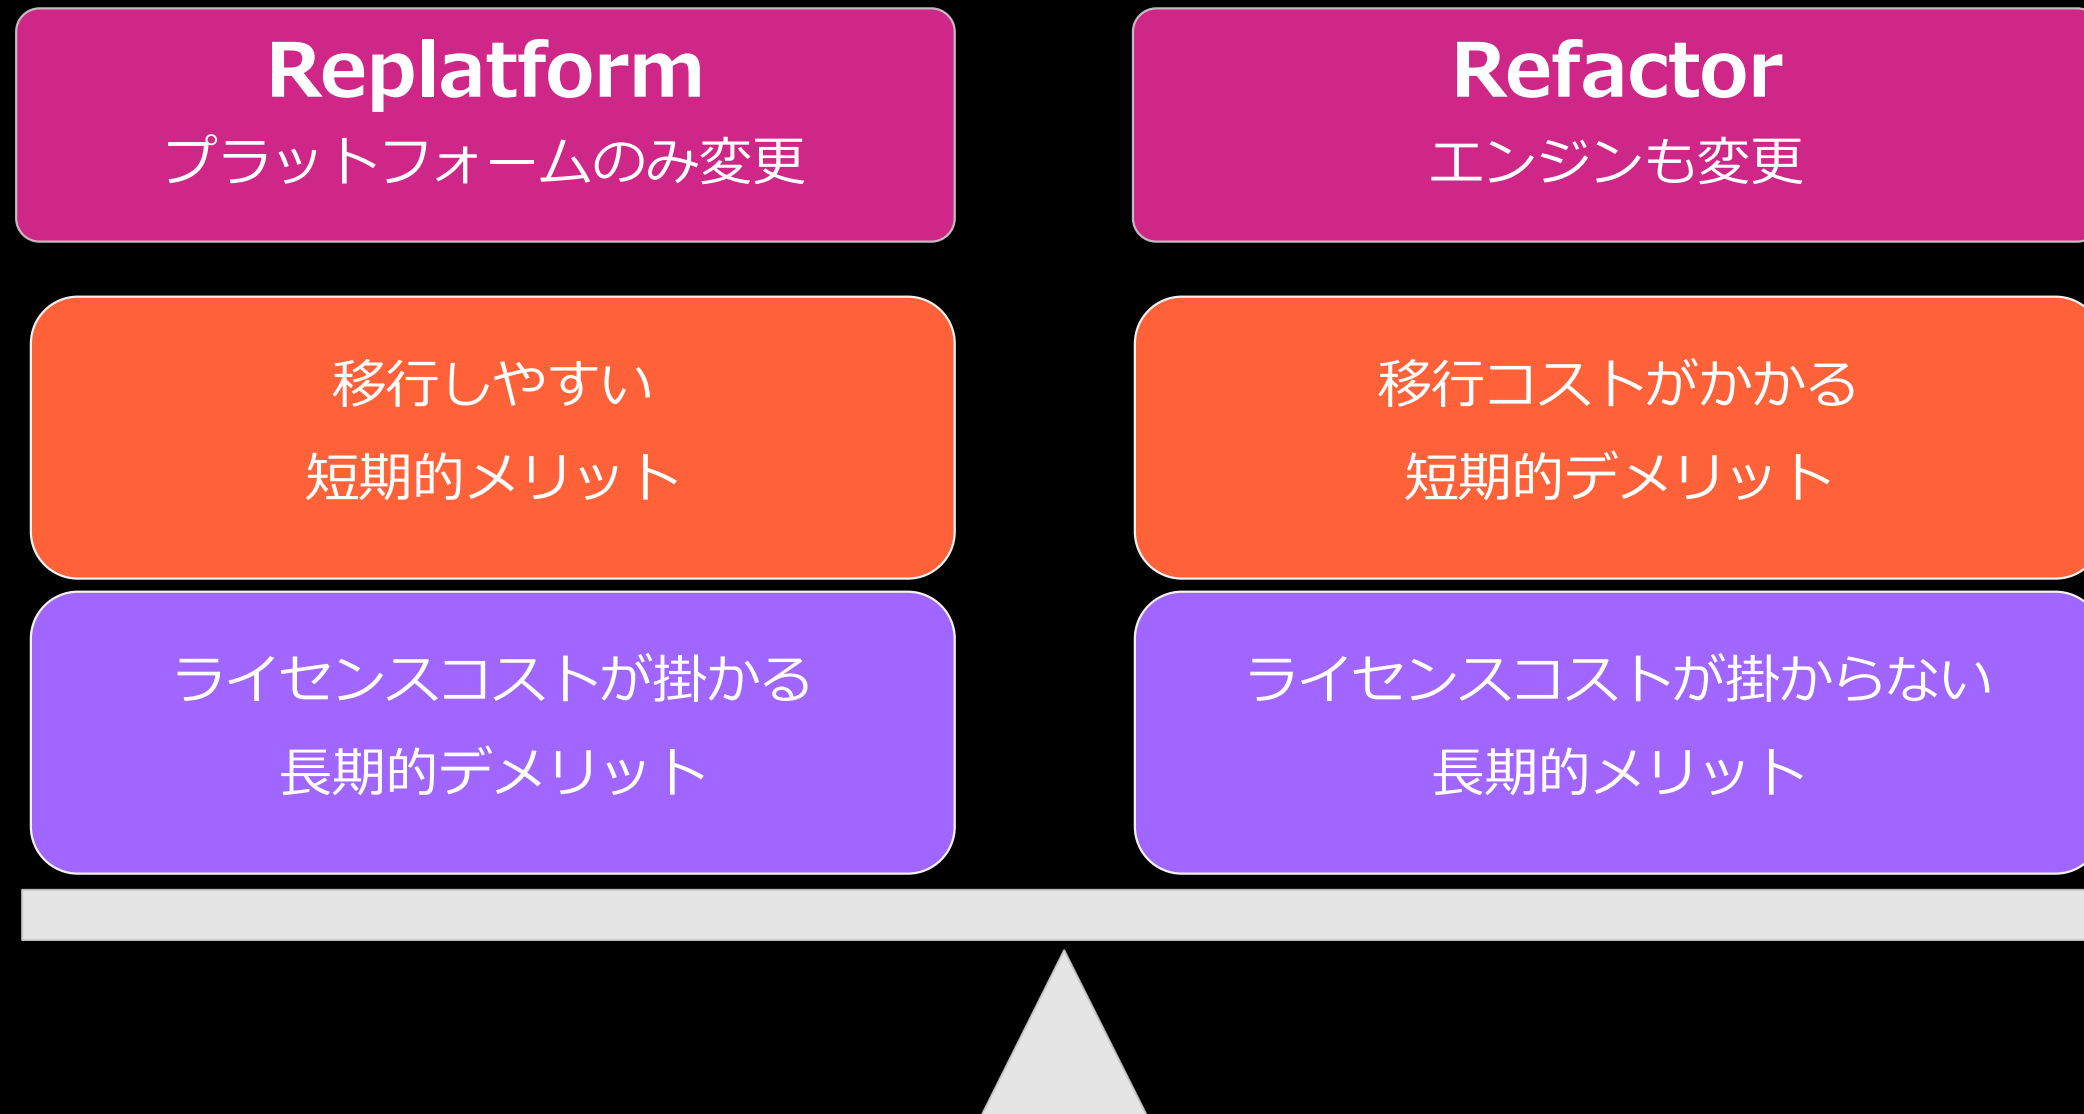 Replatform
プラットフォームのみ変更
移行しやすい
短期的メリット
ライセンスコストが掛かる
長期的デメリット
Refactor
エンジンも変更
移行コストがかかる
短期的デメリット
ライセンスコストが掛からない
長期的メリット